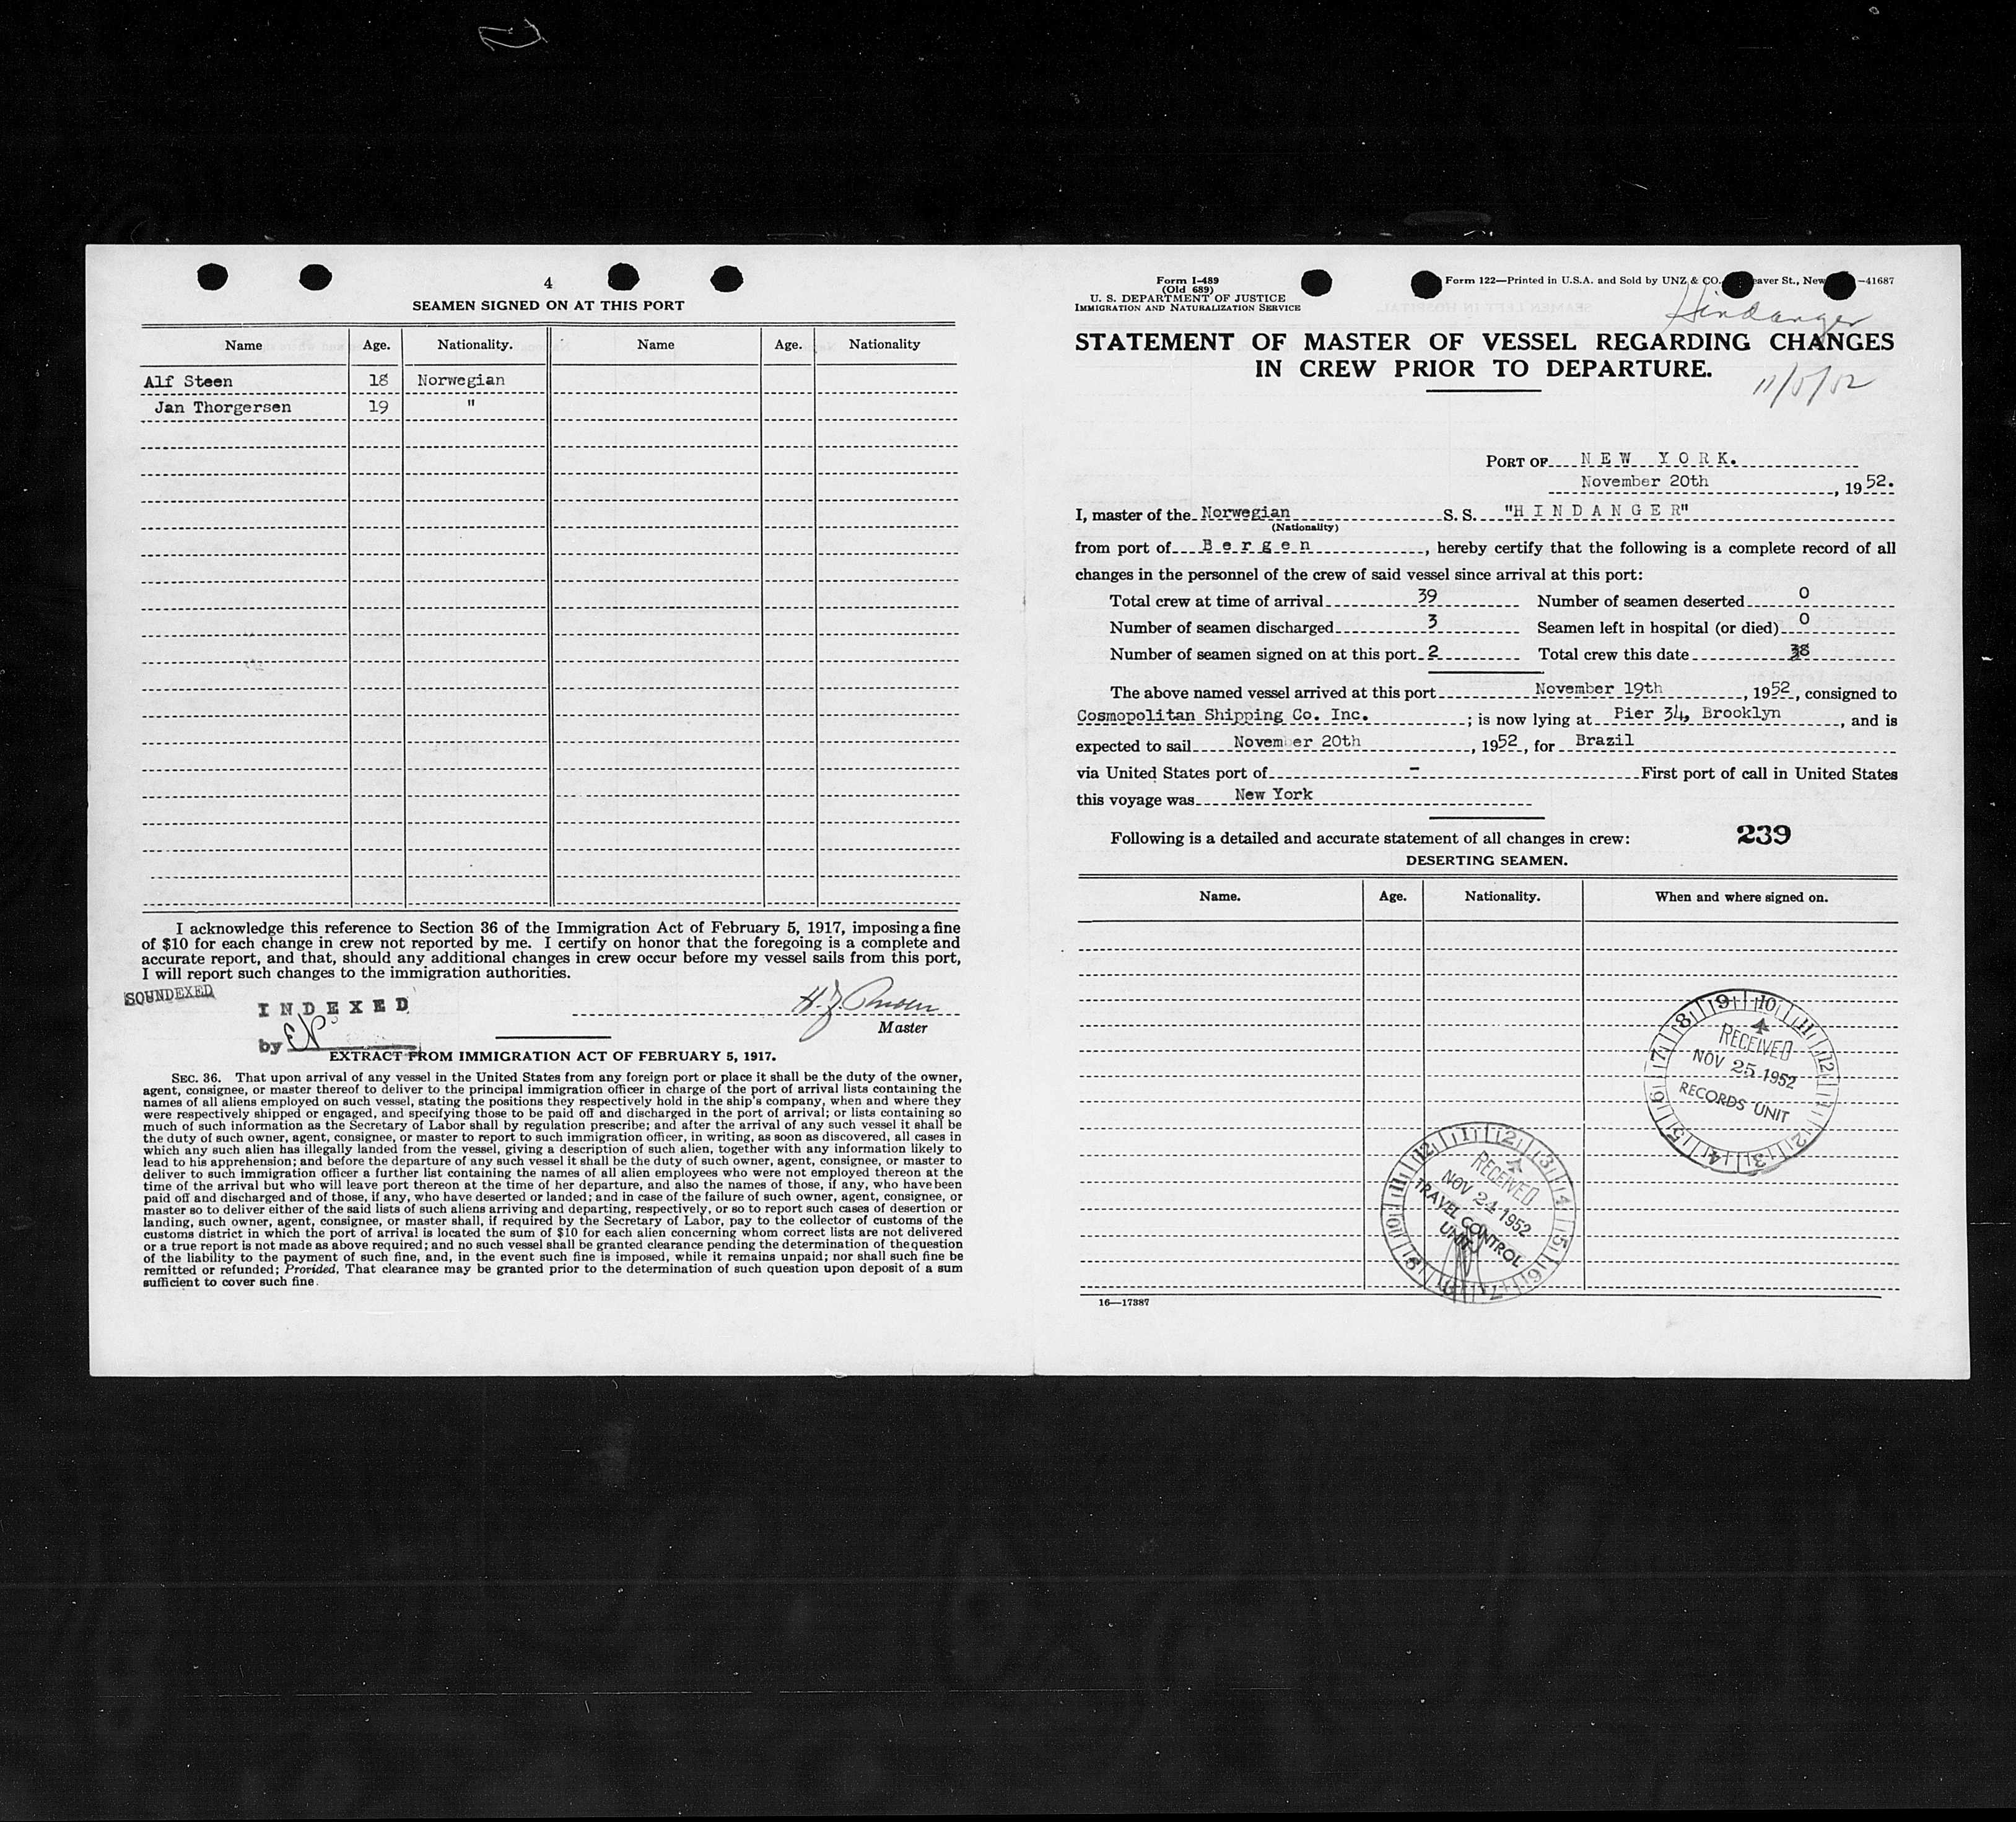 4
SEAMEN SIGNED ON AT THIS PORT
Name Age. Nationality. Name Age. Nationality
Alf Steen 18 Norwegian
Jan Thorgersen 19 "
I acknowledge this reference to Section 36 of the Immigration Act of February 5, 1917, imposing a fine
of $10 for each change in crew not reported by me. I certify on honor that the foregoing is a complete and
accurate report, and that, should any additional changes in crew occur before my vessel sails from this port,
I will report such changes to the immigration authorities.
SOUNDEXED
INDEXED
by
Master
EXTRACT FROM IMMIGRATION ACT OF FEBRUARY 5, 1917.
SEC. 36. That upon arrival of any vessel in the United States from any foreign port or place it shall be the duty of the owner,
agent, consignee, or master thereof to deliver to the principal immigration officer in charge of the port of arrival lists containing the
names of all aliens employed on such vessel, stating the positions they respectively hold in the ship's company, when and where they
were respectively shipped or engaged, and specifying those to be paid off and discharged in the port of arrival; or lists containing so
much of such information as the Secretary of Labor shall by regulation prescribe; and after the arrival of any such vessel it shall be
the duty of such owner, agent, consignee, or master to report to such immigration officer, in writing, as soon as discovered, all cases in
which any such alien has illegally landed from the vessel, giving a description of such alien, together with any information likely to
lead to his apprehension; and before the departure of any such vessel it shall be the duty of such owner, agent, consignee, or master to
deliver to such immigration officer a further list containing the names of all alien employees who were not employed thereon at the
time of the arrival but who will leave port thereon at the time of her departure, and also the names of those, if any, who have been
paid off and discharged and of those, if any, who have deserted or landed; and in case of the failure of such owner, agent, consignee, or
master so to deliver either of the said lists of such aliens arriving and departing, respectively, or so to report such cases of desertion or
landing, such owner, agent, consignee, or master shall, if required by the Secretary of Labor, pay to the collector of customs of the
customs district in which the port of arrival is located the sum of $10 for each alien concerning whom correct lists are not delivered
or a true report is not made as above required; and no such vessel shall be granted clearance pending the determination of the question
of the liability to the payment of such fine, and, in the event such fine is imposed, while it remains unpaid; nor shall such fine be
remitted or refunded; Provided, That clearance may be granted prior to the determination of such question upon deposit of a sum
sufficient to cover such fine.
Form I-489
(Old 689)
U. S. DEPARTMENT OF JUSTICE
IMMIGRATION AND NATURALIZATION SERVICE
Form 122—Printed in U.S.A. and Sold by UNZ & CO. eaver St., New —41687
Hindanger
STATEMENT OF MASTER OF VESSEL REGARDING CHANGES
IN CREW PRIOR TO DEPARTURE.
11/5/52
PORT OF NEW YORK.
November 20th, 1952.
I, master of the Norwegian S. S. "HINDANGER"
(Nationality)
from port of Bergen, hereby certify that the following is a complete record of all
changes in the personnel of the crew of said vessel since arrival at this port:
Total crew at time of arrival 39 Number of seamen deserted 0
Number of seamen discharged 3 Seamen left in hospital (or died) 0
Number of seamen signed on at this port 2 Total crew this date 38
The above named vessel arrived at this port November 19th, 1952, consigned to
Cosmopolitan Shipping Co. Inc. ; is now lying at Pier 34, Brooklyn, and is
expected to sail November 20th, 1952, for Brazil
via United States port of - First port of call in United States
this voyage was New York
Following is a detailed and accurate statement of all changes in crew: 239
DESERTING SEAMEN.
Name. Age. Nationality. When and where signed on.
RECEIVED
NOV 25 1952
RECORDS UNIT
RECEIVED
NOV 24 1952
TRAVEL CONTROL
UNIT
16—17387